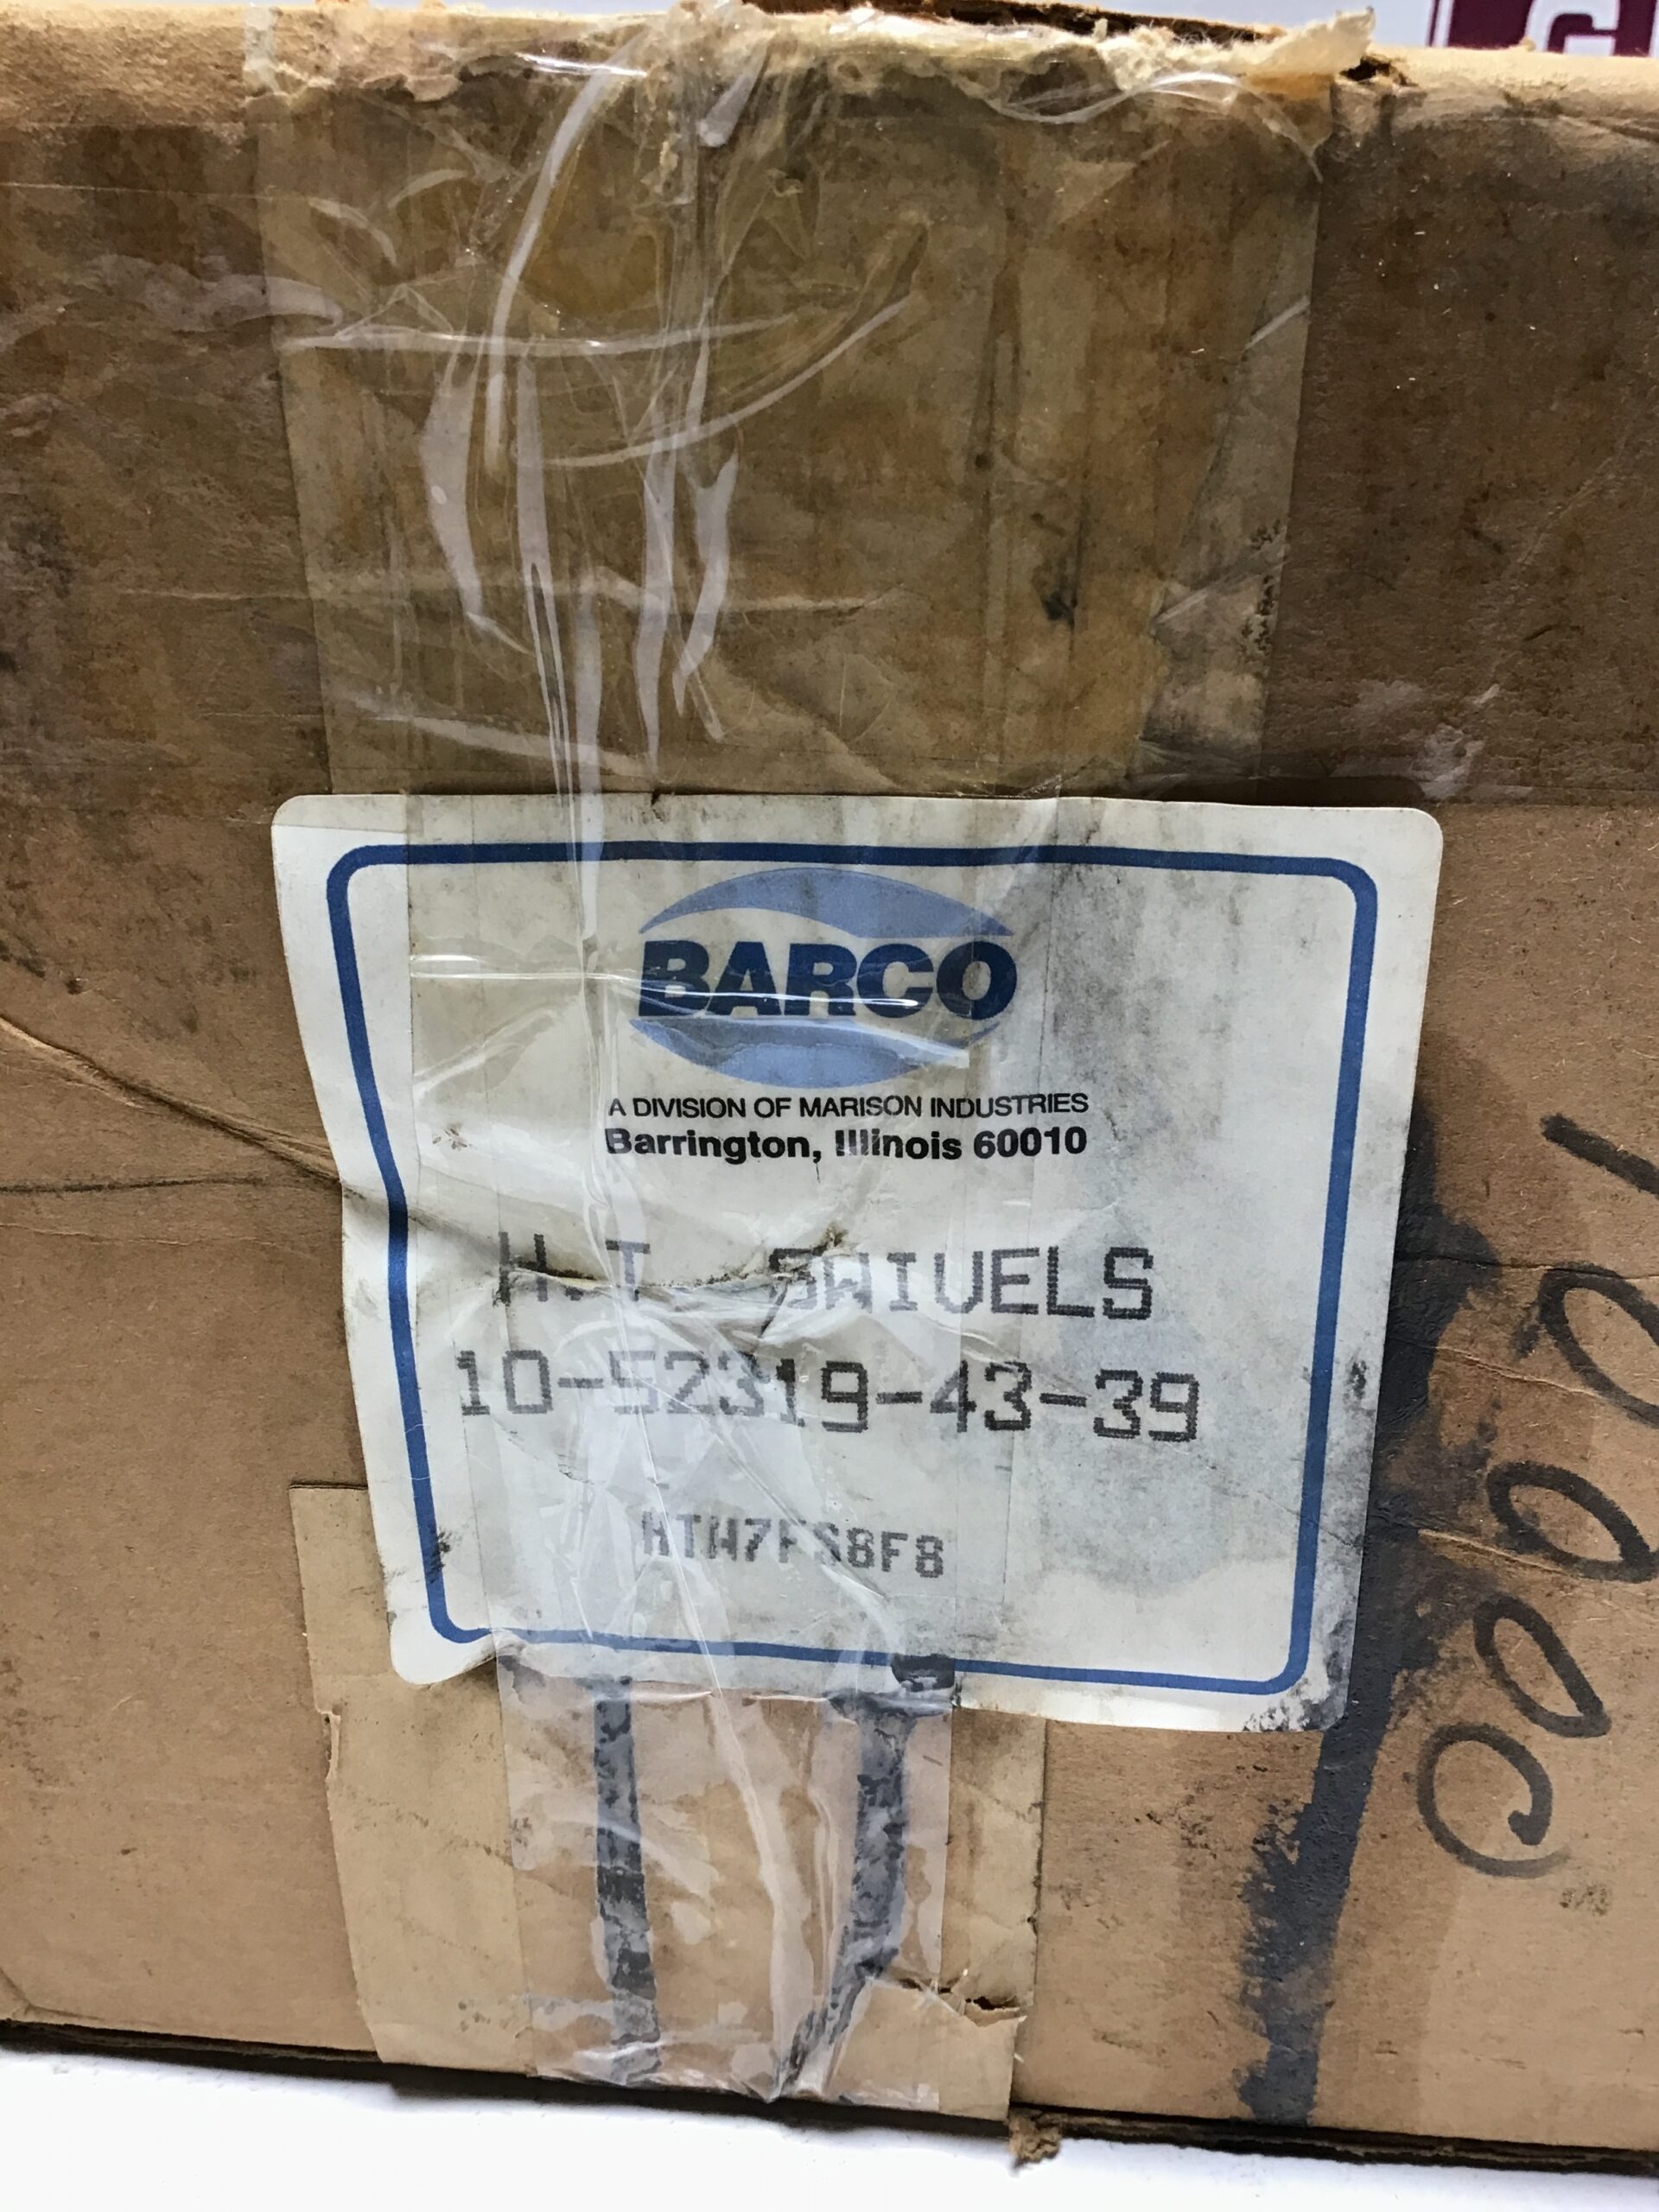 BARCO
A DIVISION OF MARISON INDUSTRIES
Barrington, Illinois 60010
H.T. SWIVELS
10-52319-43-39